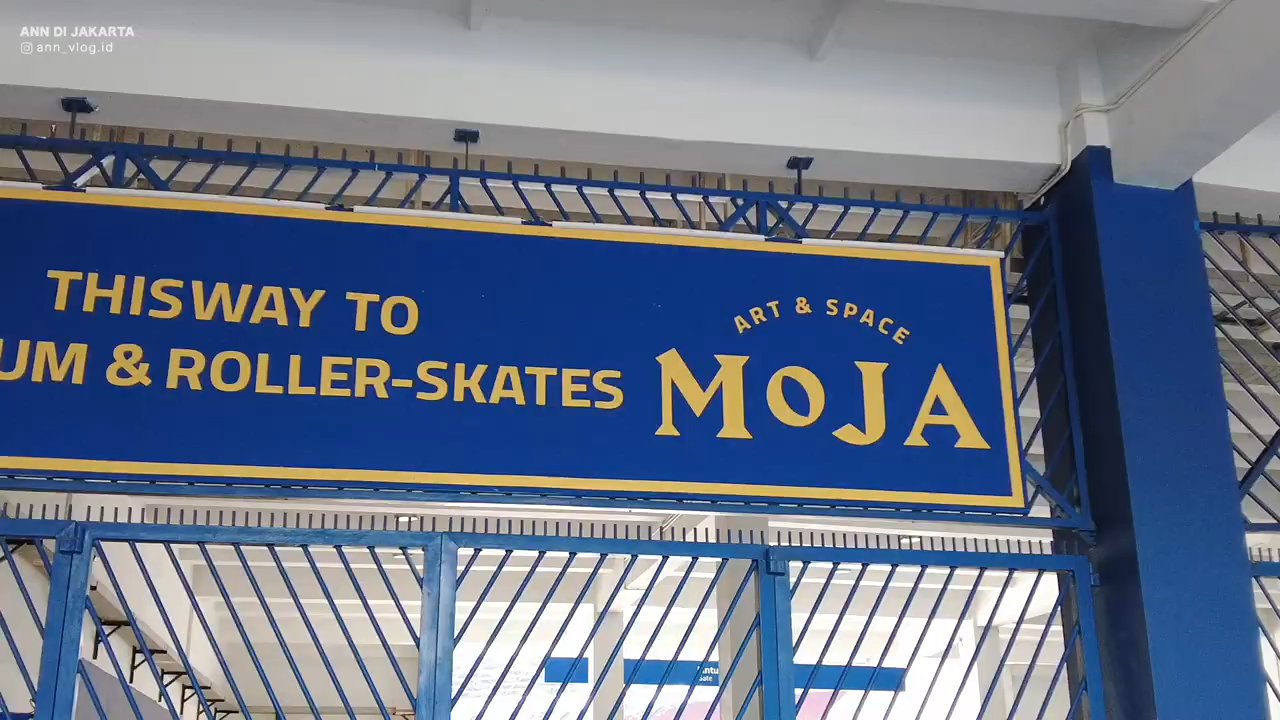 ANN DI JAKARTA
ann_vlog.id
THISWAY TO
UM & ROLLER-SKATES
ART & SPACE
MOJA